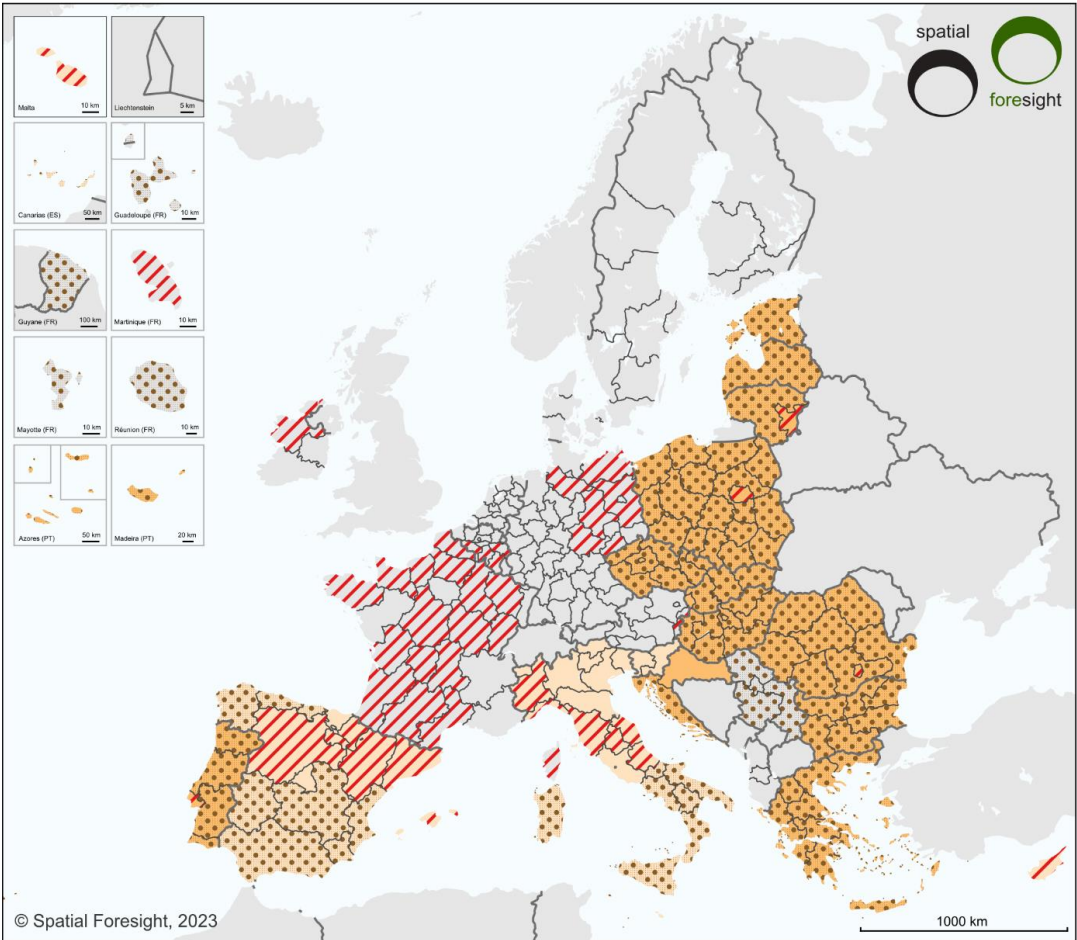 spatial
foresight
Malta
10 km
Liechtenstein
5 km
Canarias (ES)
50 km
Guadeloupe (FR)
10 km
Guyane (FR)
100 km
Martinique (FR)
10 km
Mayotte (FR)
10 km
Réunion (FR)
10 km
Azores (PT)
50 km
Madeira (PT)
20 km
© Spatial Foresight, 2023
1000 km